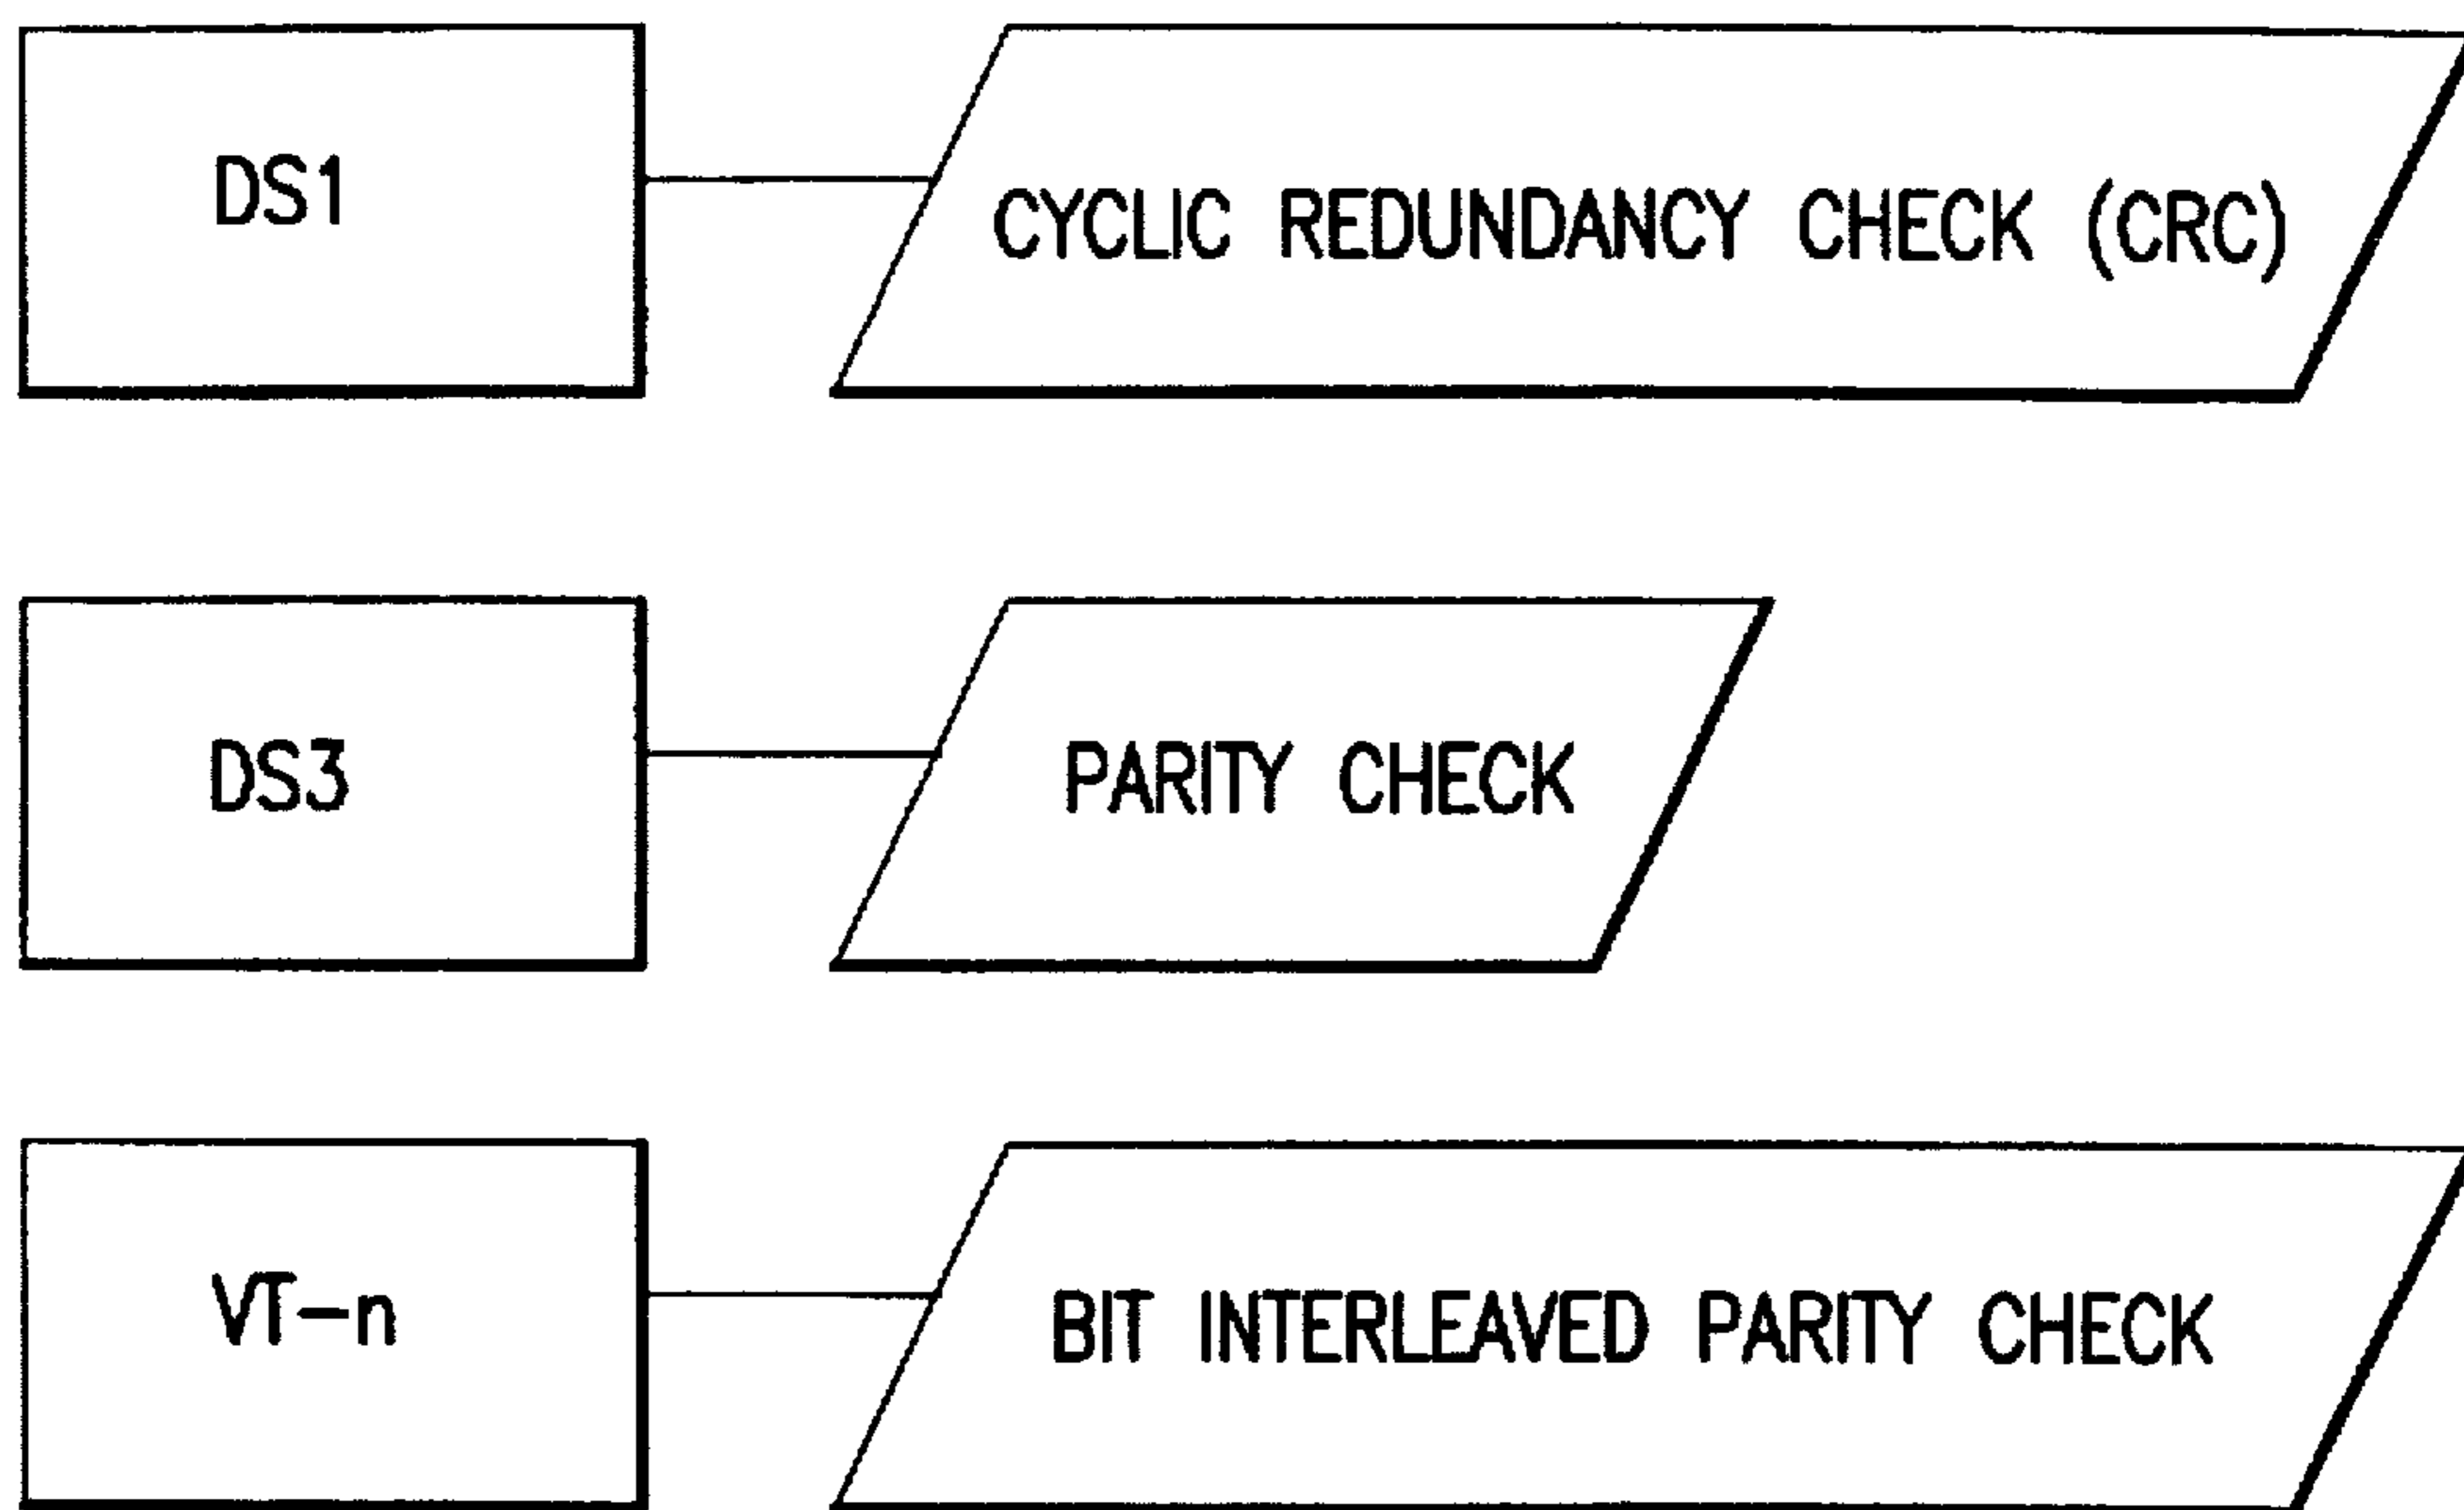 DS1
CYCLIC REDUNDANCY CHECK (CRC)
DS3
PARITY CHECK
VT-n
BIT INTERLEAVED PARITY CHECK